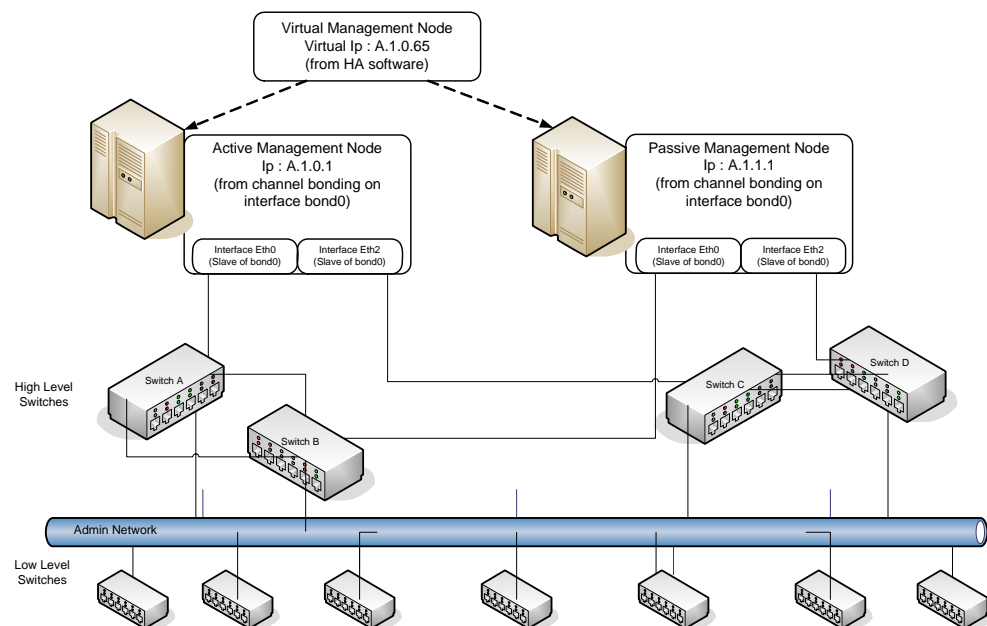 Virtual Management Node
Virtual Ip : A.1.0.65
(from HA software)
Active Management Node
Ip : A.1.0.1
(from channel bonding on
interface bond0)
Interface Eth0
(Slave of bond0)
Interface Eth2
(Slave of bond0)
Passive Management Node
Ip : A.1.1.1
(from channel bonding on
interface bond0)
Interface Eth0
(Slave of bond0)
Interface Eth2
(Slave of bond0)
High Level
Switches
Switch A
Switch B
Switch C
Switch D
Admin Network
Low Level
Switches